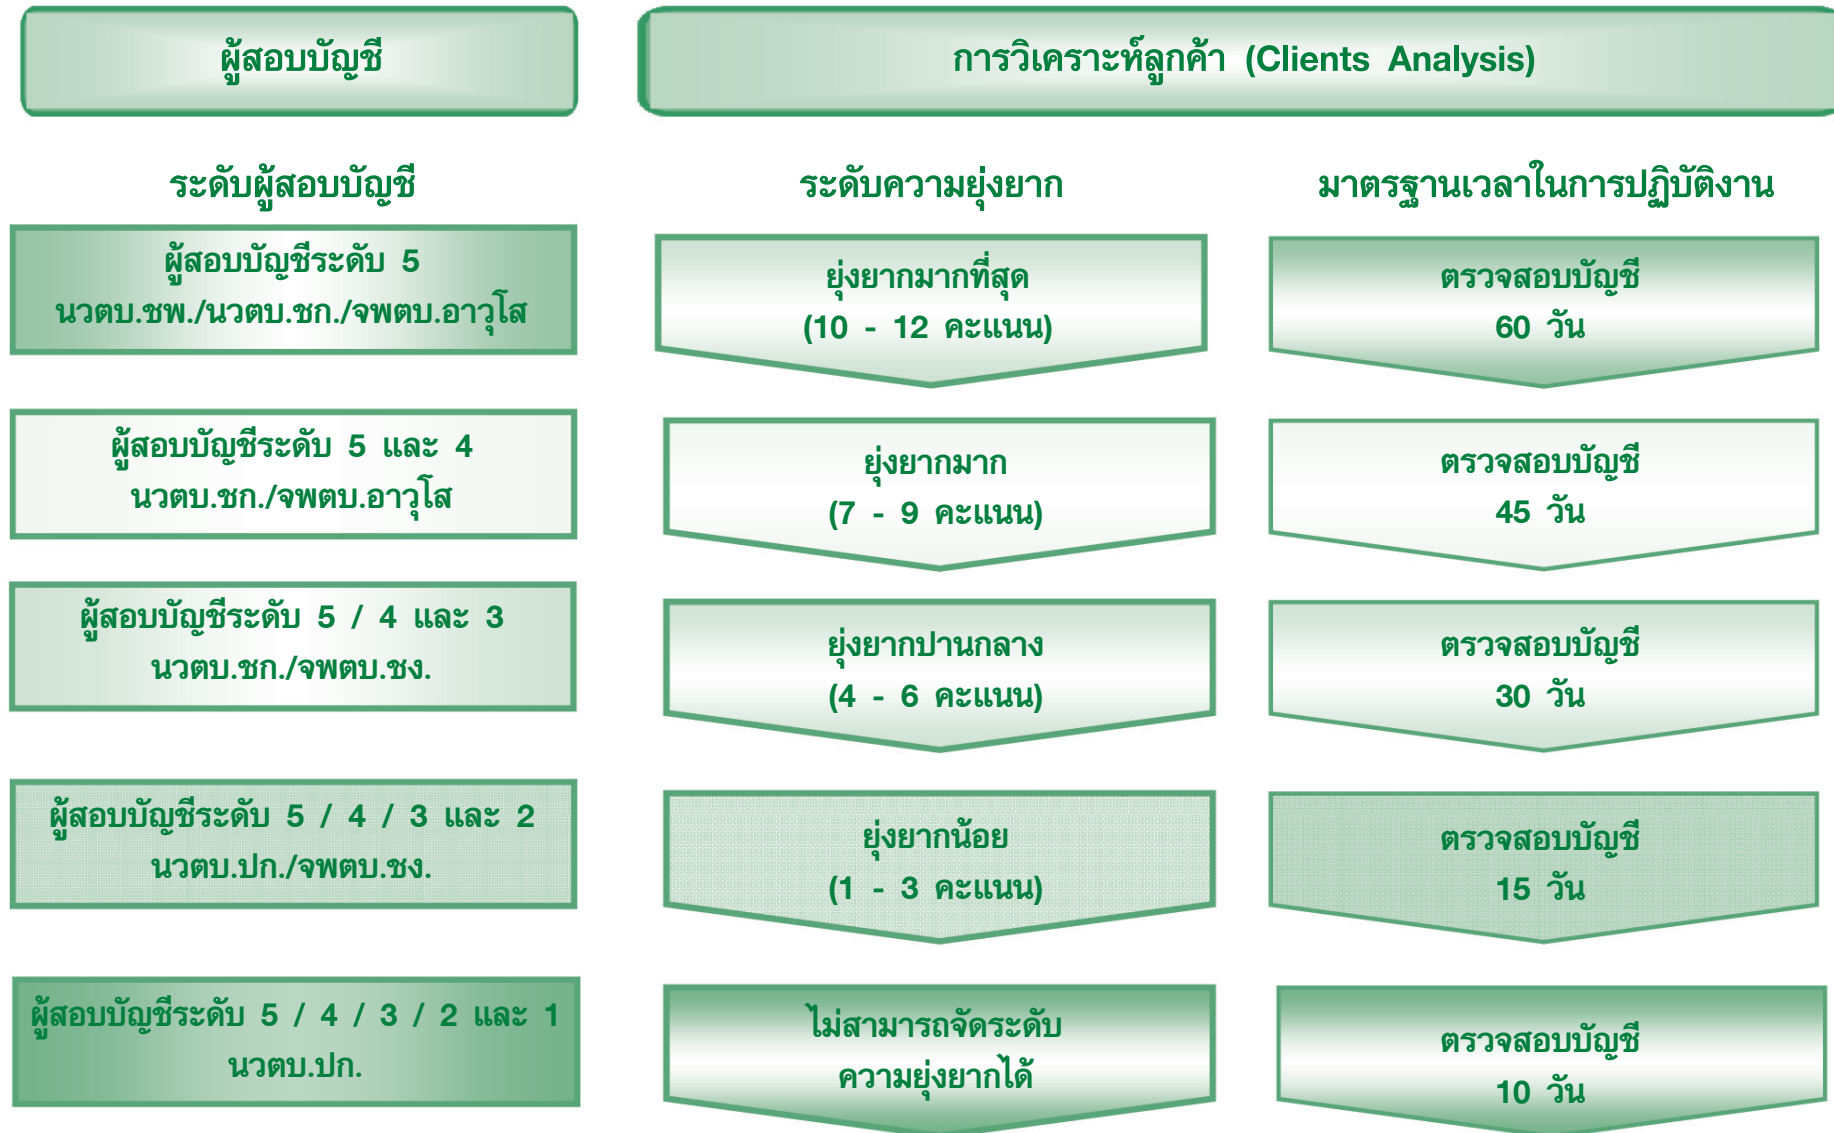 ผู้สอบบัญชี
การวิเคราะห์ลูกค้า (Clients Analysis)
ระดับผู้สอบบัญชี
ระดับความยุ่งยาก
มาตรฐานเวลาในการปฏิบัติงาน
ผู้สอบบัญชีระดับ 5
นวตบ.ชพ./นวตบ.ชก./จพตบ.อาวุโส
ยุ่งยากมากที่สุด
(10 - 12 คะแนน)
ตรวจสอบบัญชี
60 วัน
ผู้สอบบัญชีระดับ 5 และ 4
นวตบ.ชก./จพตบ.อาวุโส
ยุ่งยากมาก
(7 - 9 คะแนน)
ตรวจสอบบัญชี
45 วัน
ผู้สอบบัญชีระดับ 5 / 4 และ 3
นวตบ.ชก./จพตบ.ชง.
ยุ่งยากปานกลาง
(4 - 6 คะแนน)
ตรวจสอบบัญชี
30 วัน
ผู้สอบบัญชีระดับ 5 / 4 / 3 และ 2
นวตบ.ปก./จพตบ.ชง.
ยุ่งยากน้อย
(1 - 3 คะแนน)
ตรวจสอบบัญชี
15 วัน
ผู้สอบบัญชีระดับ 5 / 4 / 3 / 2 และ 1
นวตบ.ปก.
ไม่สามารถจัดระดับ
ความยุ่งยากได้
ตรวจสอบบัญชี
10 วัน